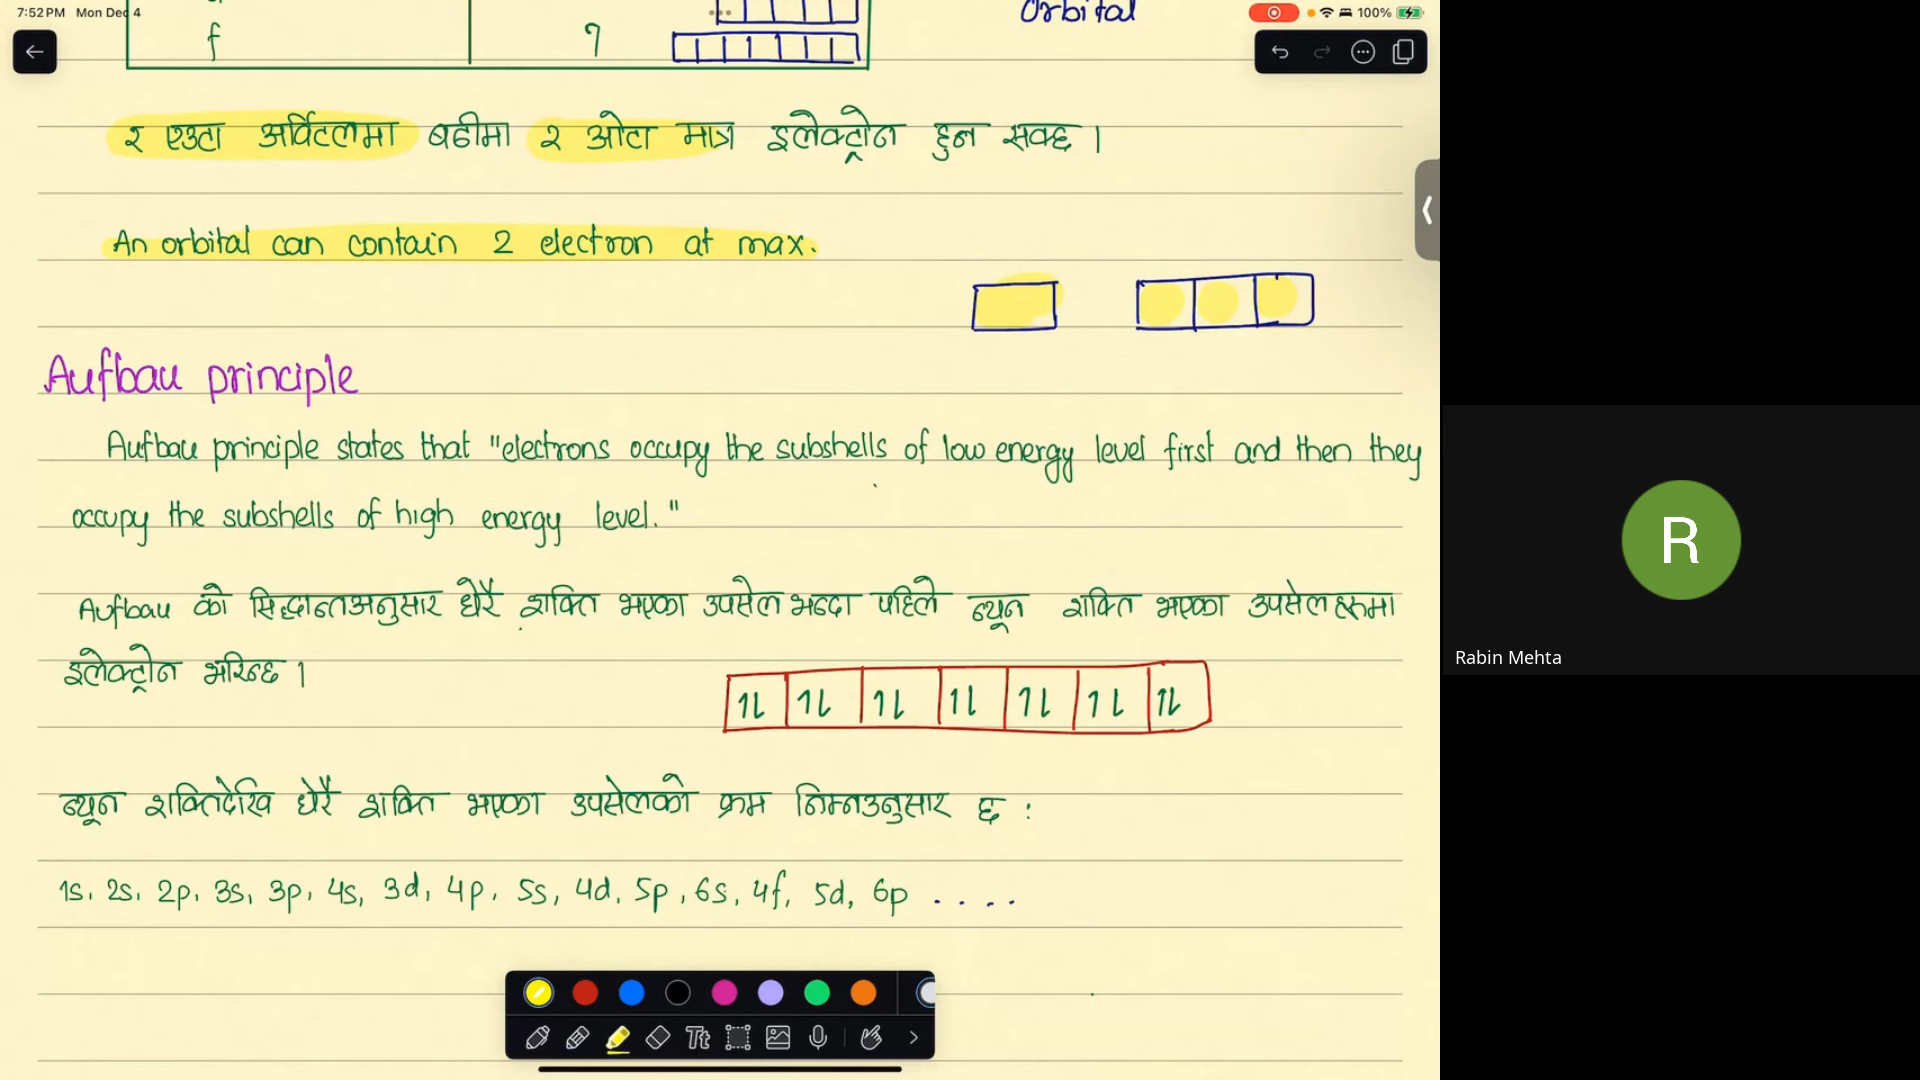 7:52 PM Mon Dec 4
100%
Orbital
f 7
२ एउटा अर्विटलमा बढीमा २ ओटा मात्र इलेक्ट्रोन हुन सक्छ ।
An orbital can contain 2 electron at max.
Aufbau principle
Aufbau principle states that "electrons occupy the subshells of low energy level first and then they
occupy the subshells of high energy level."
Aufbau को सिद्धान्तअनुसार धेरै शक्ति भएका उपसेल भन्दा पहिले न्यून शक्ति भएका उपसेलहरुमा
इलेक्ट्रोन भरिन्छ ।
न्यून शक्तिदेखि धेरै शक्ति भएका उपसेलको क्रम निम्नउनुसार छ :
1s, 2s, 2p, 3s, 3p, 4s, 3d, 4p, 5s, 4d, 5p, 6s, 4f, 5d, 6p . . . .
Tt
R
Rabin Mehta